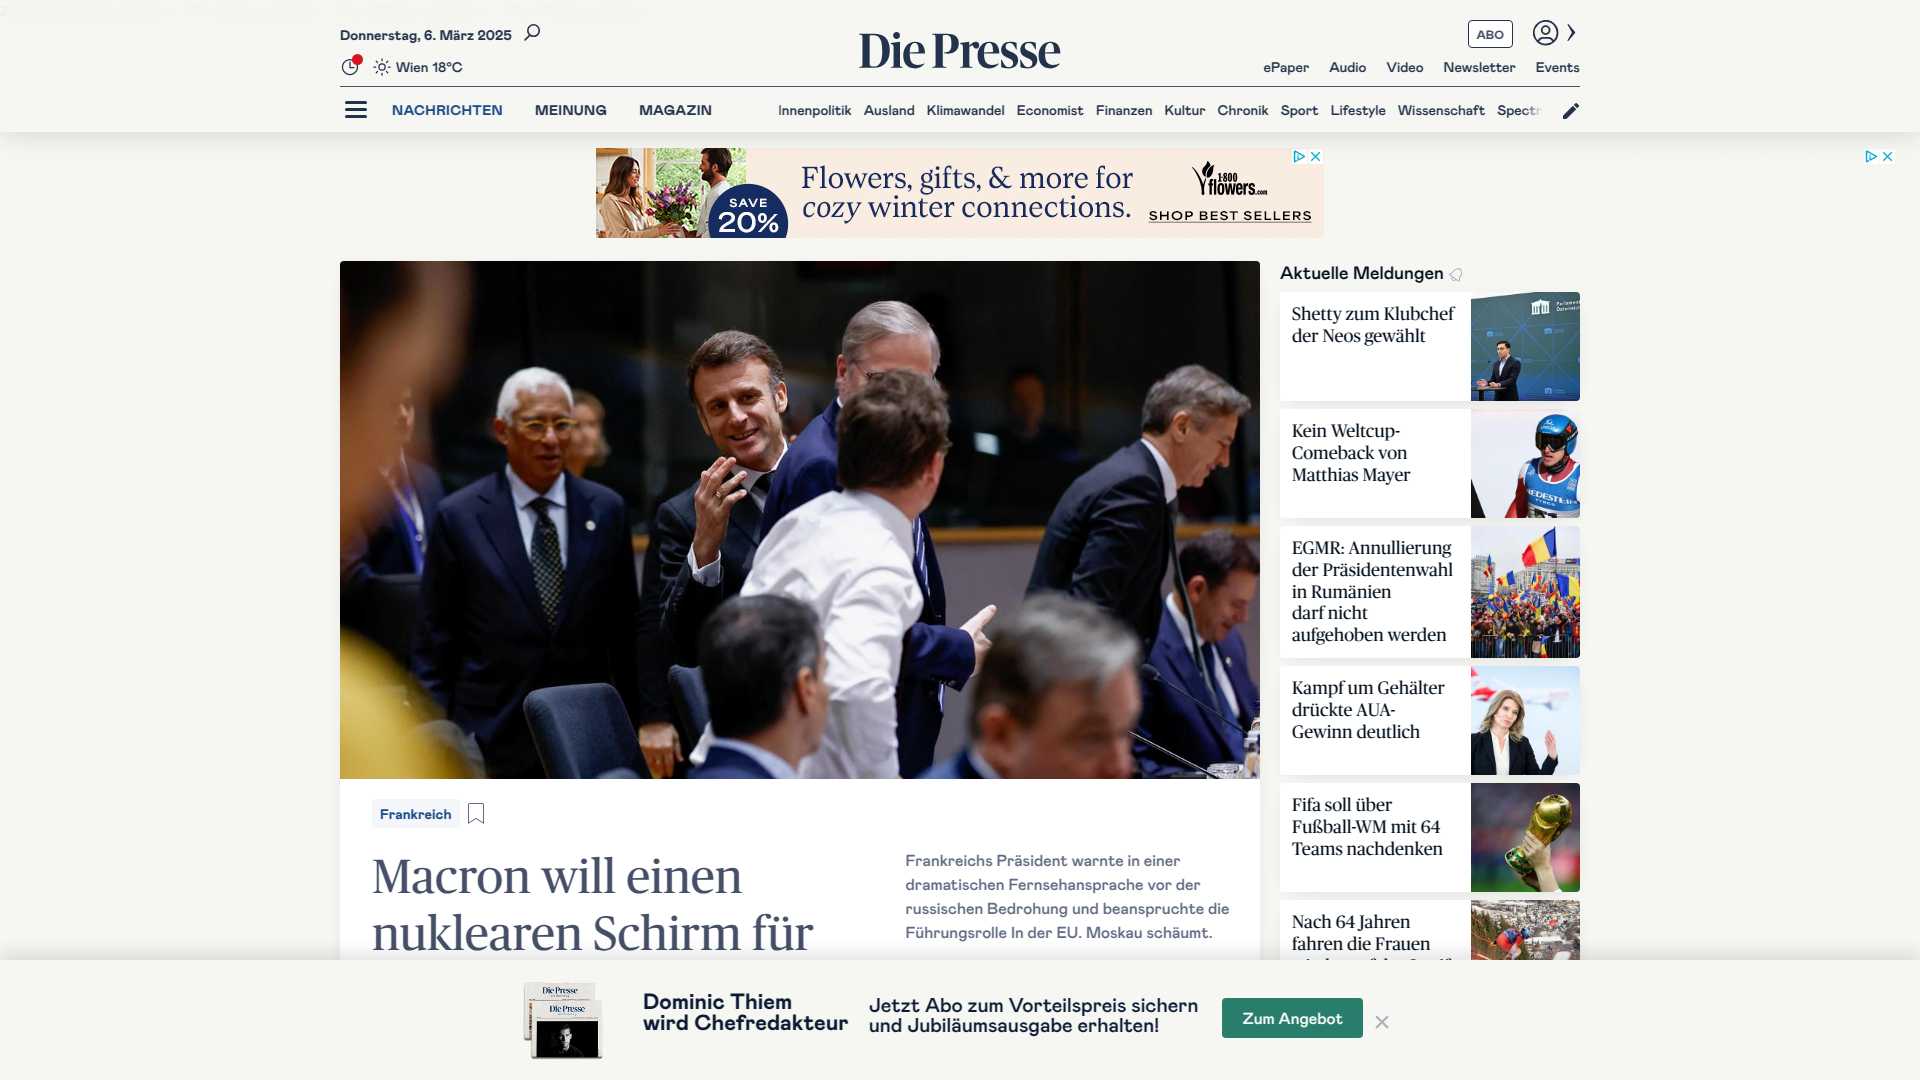 Donnerstag, 6. März 2025
Die Presse
ABO
Wien 18°C
ePaper Audio Video Newsletter Events
NACHRICHTEN MEINUNG MAGAZIN
Innenpolitik Ausland Klimawandel Economist Finanzen Kultur Chronik Sport Lifestyle Wissenschaft
SAVE
20%
Flowers, gifts, & more for
cozy winter connections.
1-800
flowers.com
SHOP BEST SELLERS
Aktuelle Meldungen
Shetty zum Klubchef
der Neos gewählt
Kein Weltcup-
Comeback von
Matthias Mayer
EGMR: Annullierung
der Präsidentenwahl
in Rumänien
darf nicht
aufgehoben werden
Kampf um Gehälter
drückte AUA-
Gewinn deutlich
Fifa soll über
Fußball-WM mit 64
Teams nachdenken
Nach 64 Jahren
fahren die Frauen
Frankreich
Macron will einen
nuklearen Schirm für
Frankreichs Präsident warnte in einer
dramatischen Fernsehansprache vor der
russischen Bedrohung und beanspruchte die
Führungsrolle In der EU. Moskau schäumt.
Die Presse
Die Presse
Dominic Thiem
wird Chefredakteur
Jetzt Abo zum Vorteilspreis sichern
und Jubiläumsausgabe erhalten!
Zum Angebot